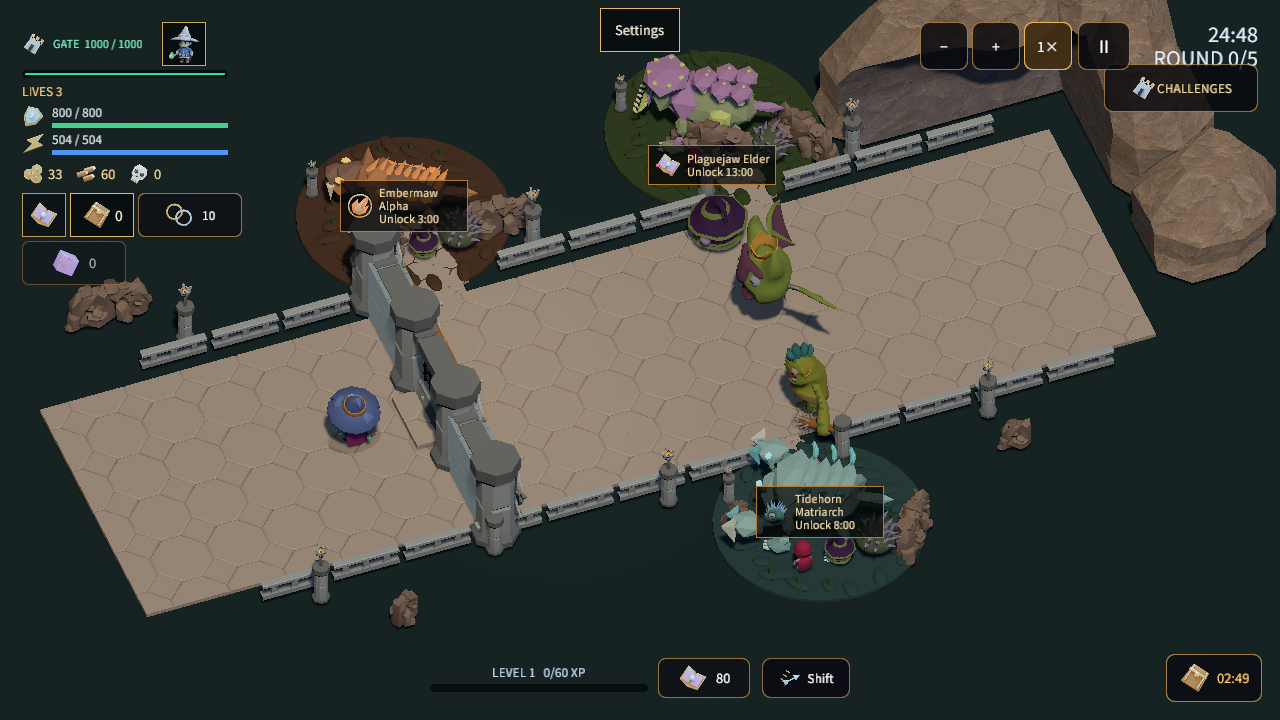 GATE 1000 / 1000
Settings
−
+
1×
24:48
ROUND 0/5
CHALLENGES
LIVES 3
800 / 800
504 / 504
33
60
0
0
10
0
Embermaw
Alpha
Unlock 3:00
Plaguejaw Elder
Unlock 13:00
Tidehorn
Matriarch
Unlock 8:00
LEVEL 1 0/60 XP
80
Shift
02:49